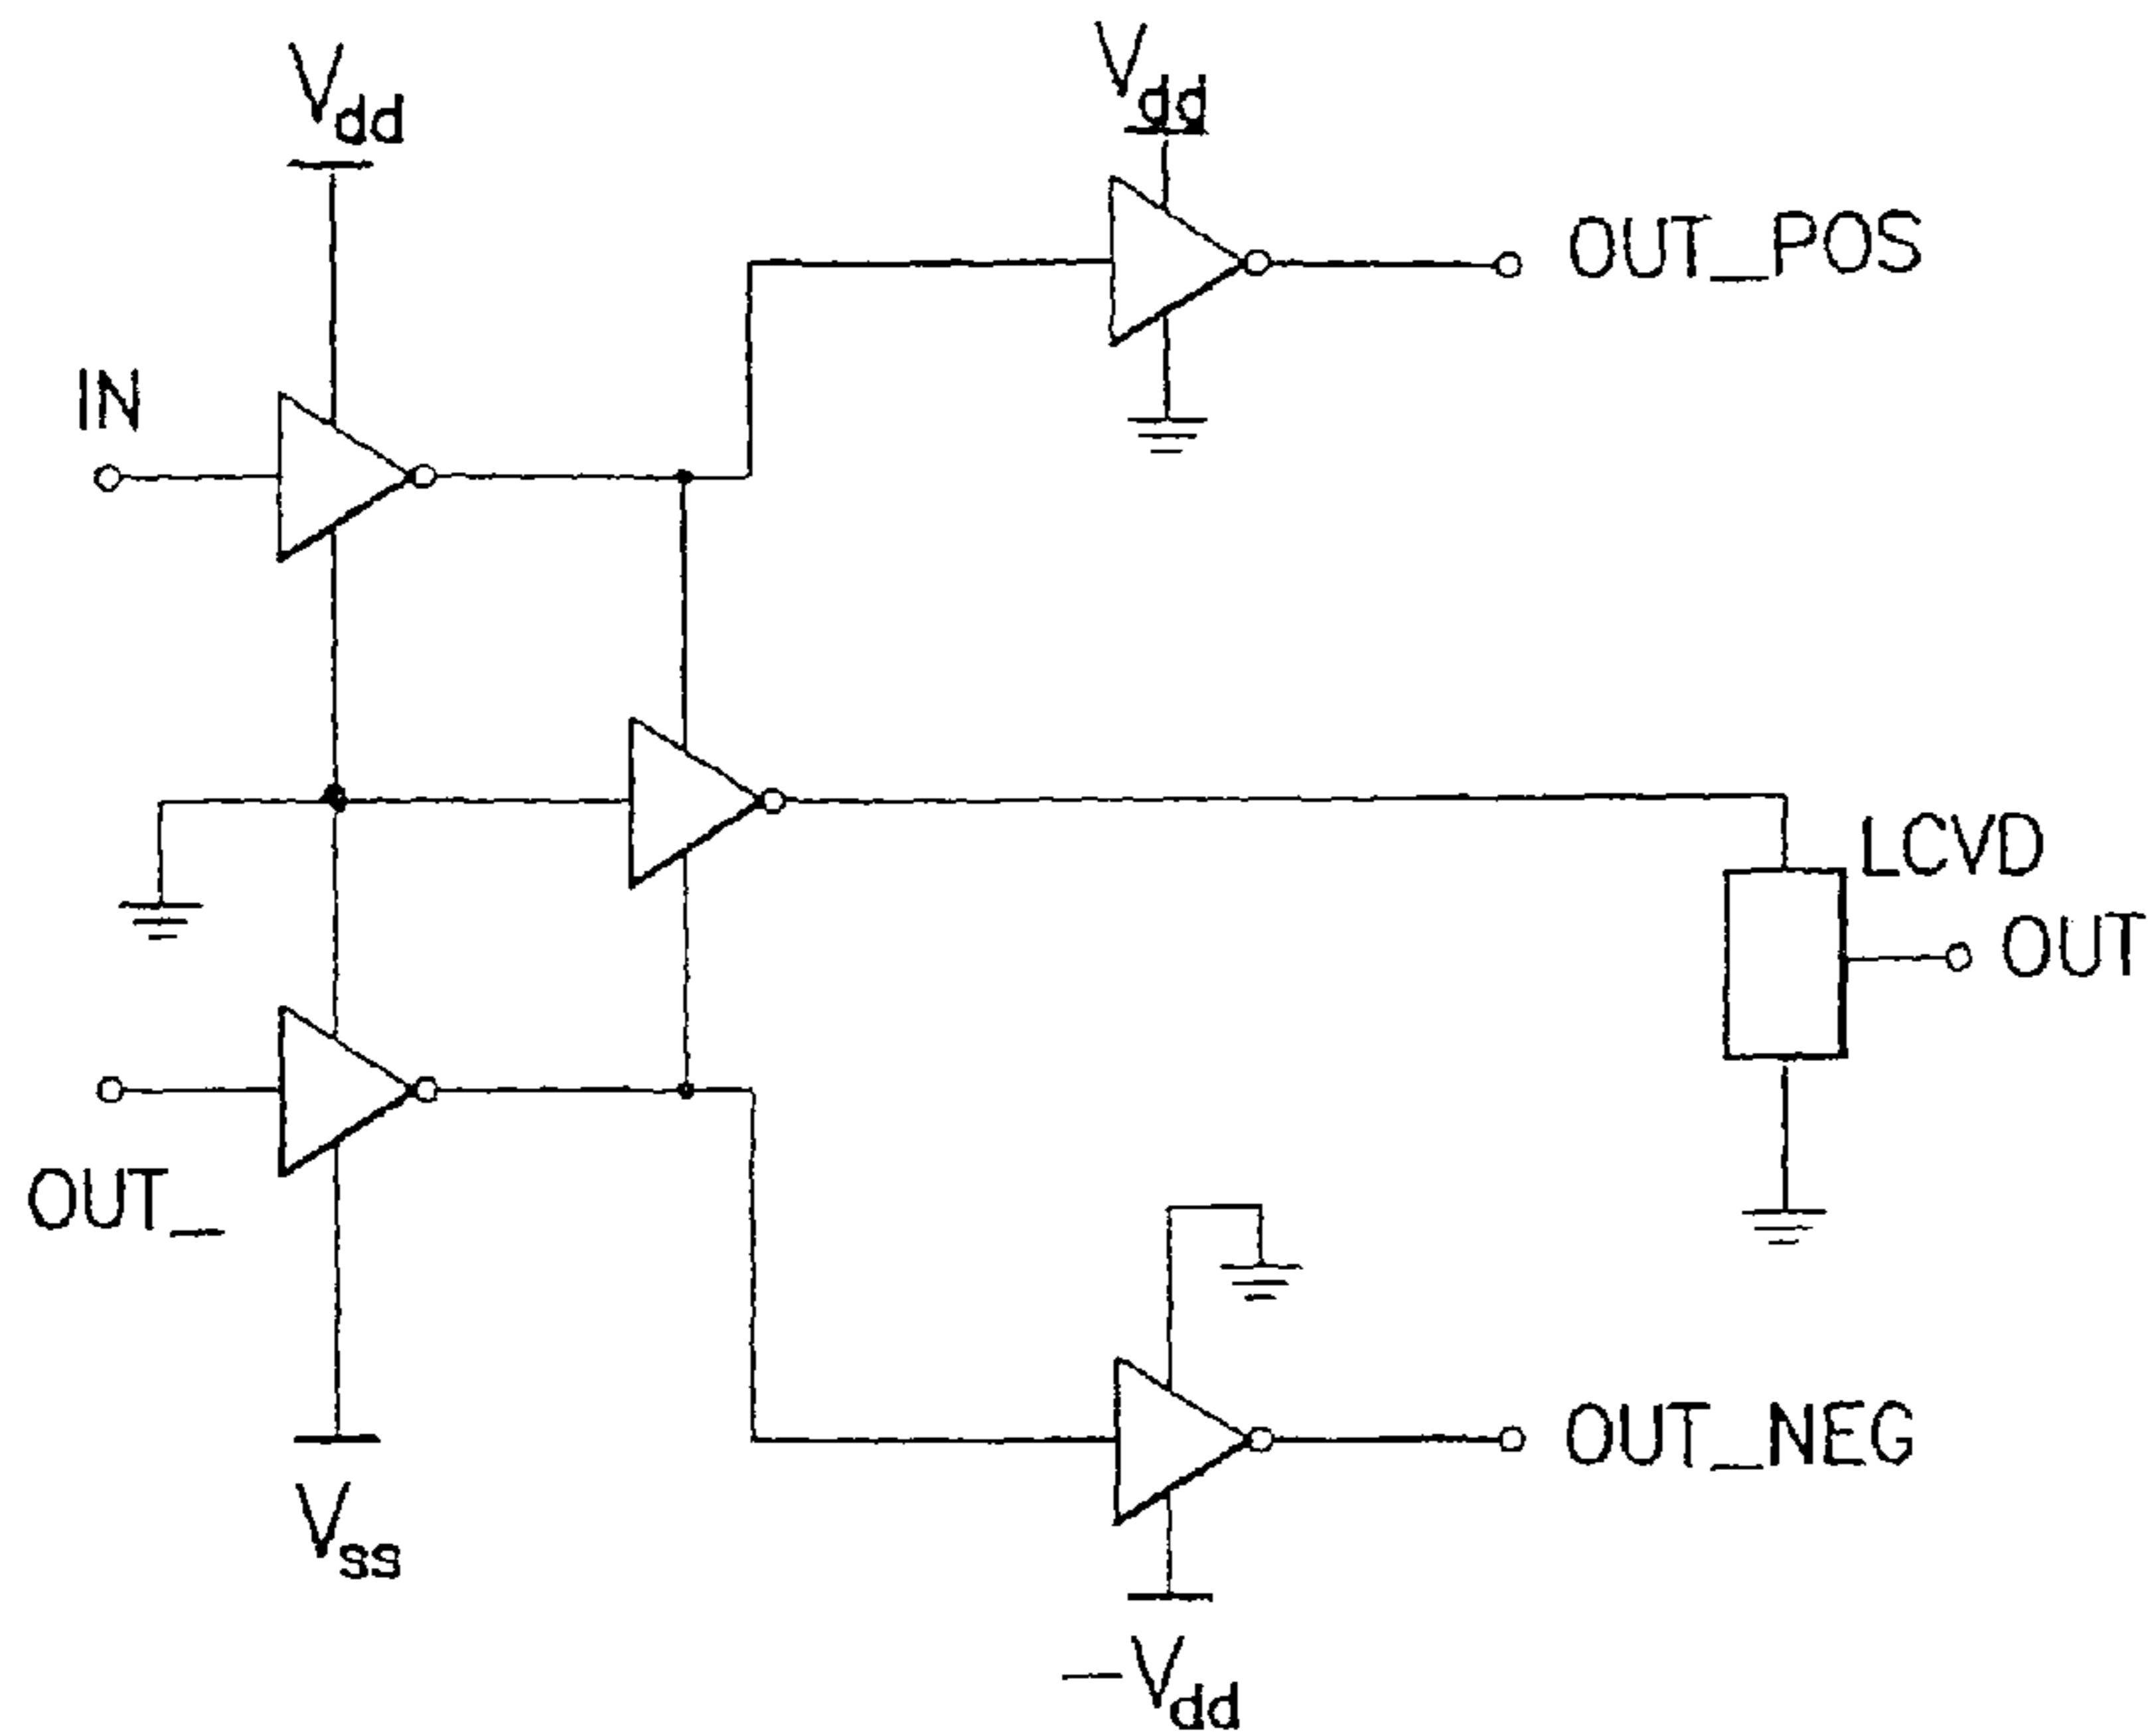 Vdd
Vdd
OUT_POS
IN
LCVD
OUT
OUT_
OUT_NEG
Vss
-Vdd